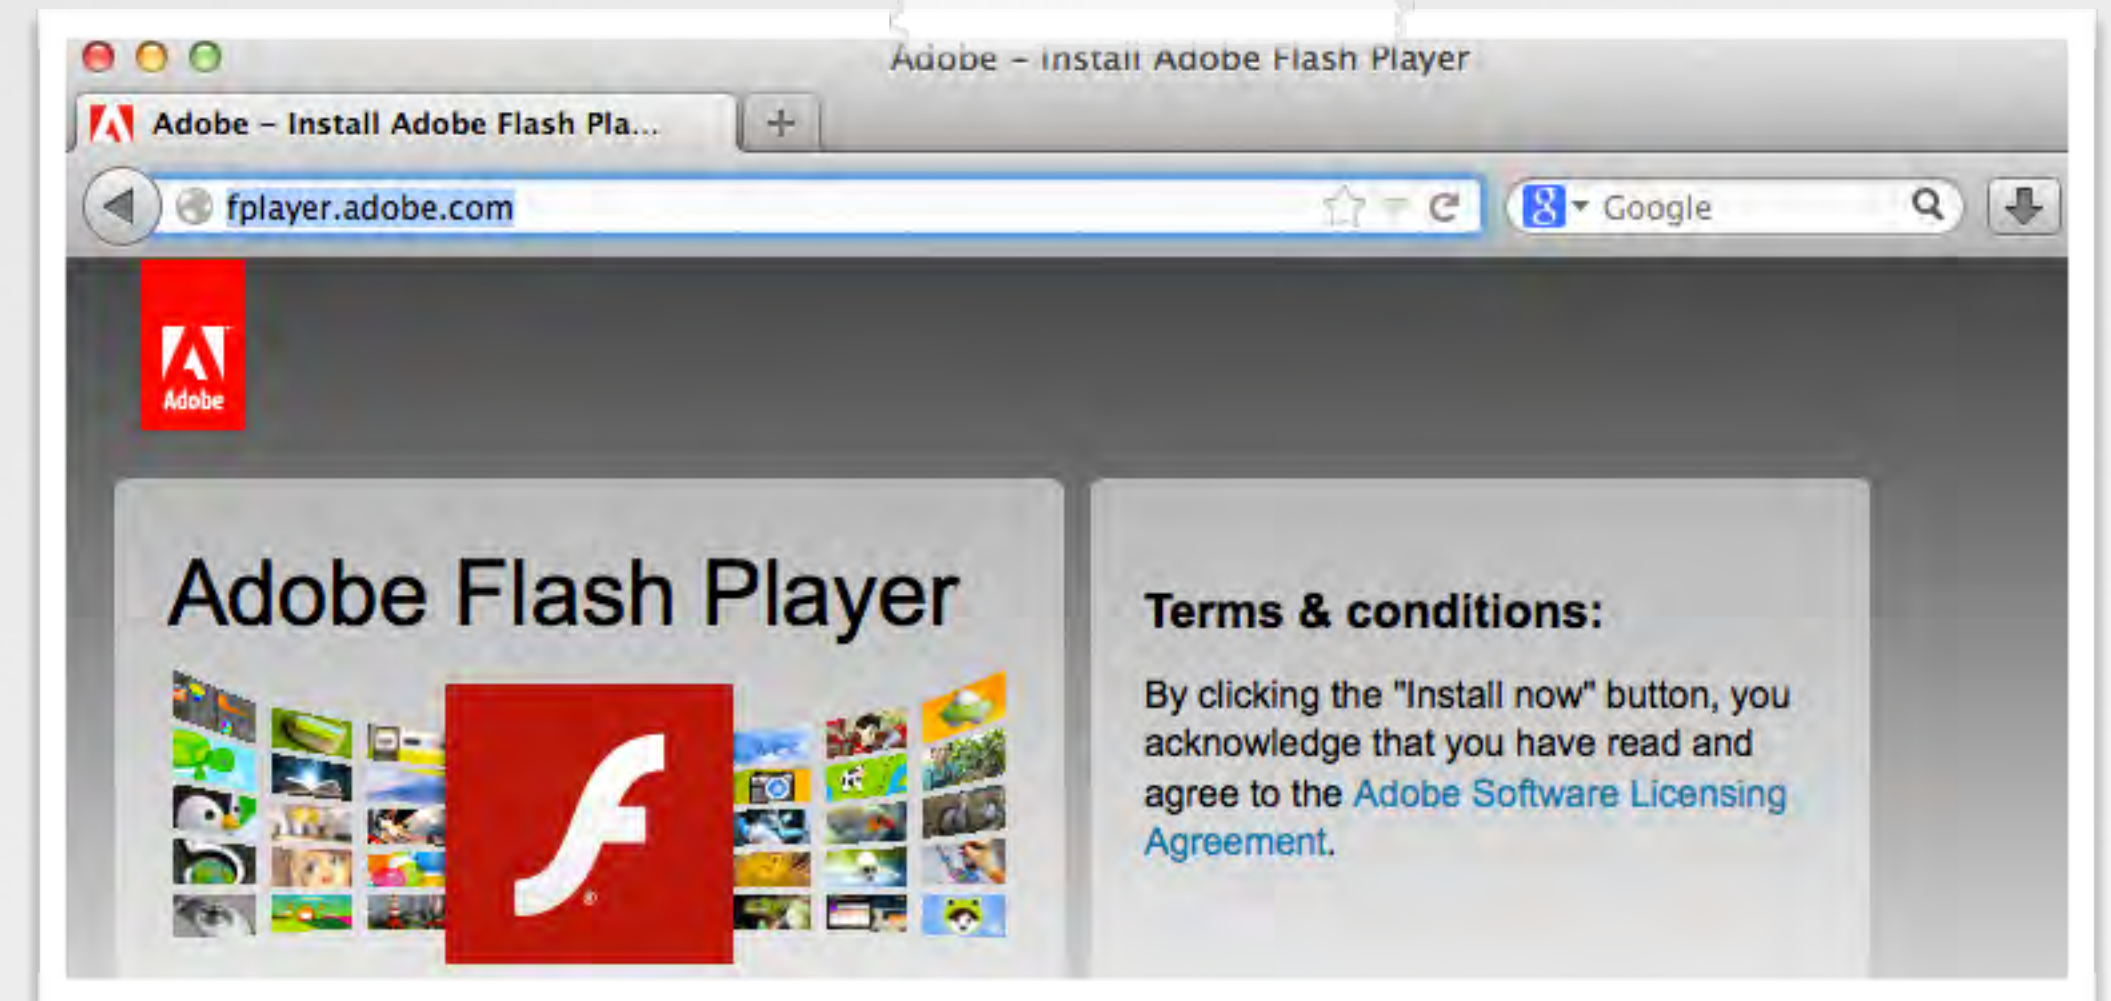 Adobe – Install Adobe Flash Player
Adobe – Install Adobe Flash Pla...
fplayer.adobe.com
Google
Adobe
Adobe Flash Player
Terms & conditions:
By clicking the "Install now" button, you
acknowledge that you have read and
agree to the Adobe Software Licensing
Agreement.